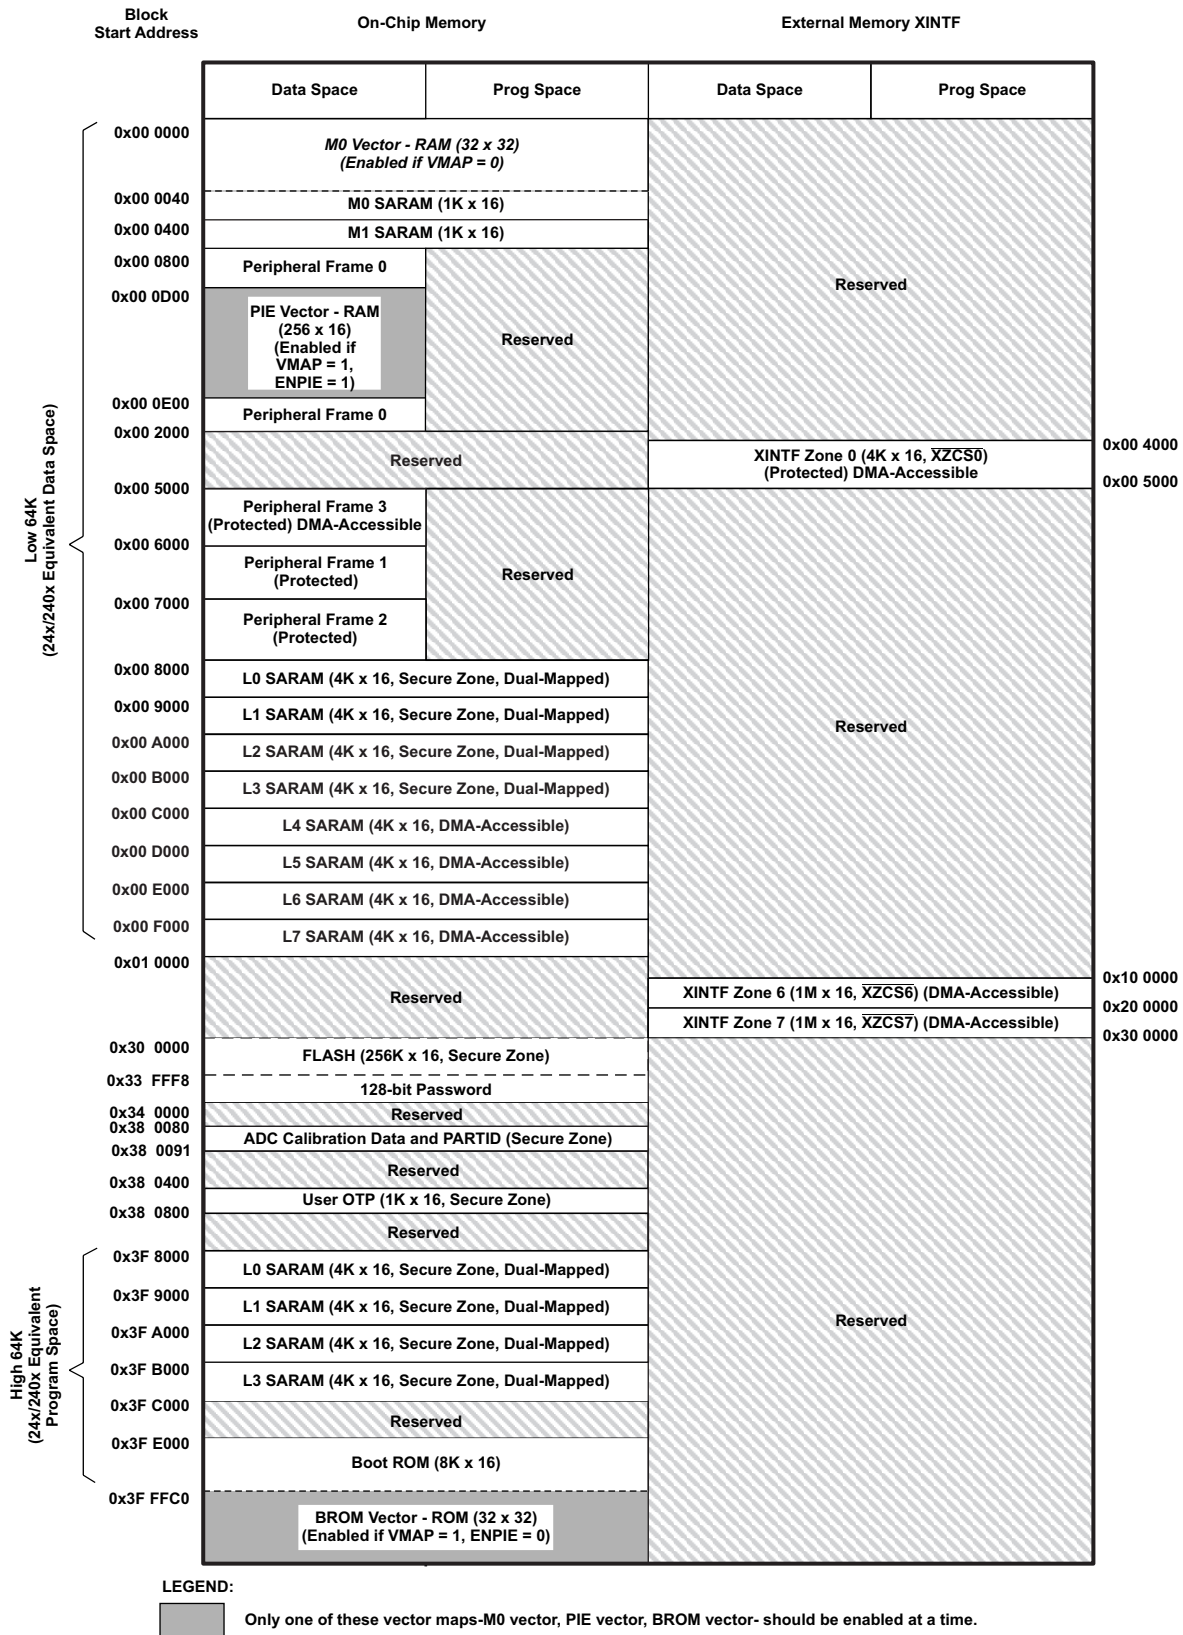 Block
Start Address
On-Chip Memory
External Memory XINTF
Data Space
Prog Space
Data Space
Prog Space
0x00 0000
M0 Vector - RAM (32 x 32)
(Enabled if VMAP = 0)
0x00 0040
M0 SARAM (1K x 16)
0x00 0400
M1 SARAM (1K x 16)
0x00 0800
Peripheral Frame 0
Reserved
0x00 0D00
PIE Vector - RAM
(256 x 16)
(Enabled if
VMAP = 1,
ENPIE = 1)
Reserved
0x00 0E00
Peripheral Frame 0
0x00 2000
Reserved
XINTF Zone 0 (4K x 16, XZCS0)
(Protected) DMA-Accessible
0x00 4000
0x00 5000
0x00 5000
Peripheral Frame 3
(Protected) DMA-Accessible
0x00 6000
Peripheral Frame 1
(Protected)
Reserved
0x00 7000
Peripheral Frame 2
(Protected)
Low 64K
(24x/240x Equivalent Data Space)
0x00 8000
L0 SARAM (4K x 16, Secure Zone, Dual-Mapped)
0x00 9000
L1 SARAM (4K x 16, Secure Zone, Dual-Mapped)
Reserved
0x00 A000
L2 SARAM (4K x 16, Secure Zone, Dual-Mapped)
0x00 B000
L3 SARAM (4K x 16, Secure Zone, Dual-Mapped)
0x00 C000
L4 SARAM (4K x 16, DMA-Accessible)
0x00 D000
L5 SARAM (4K x 16, DMA-Accessible)
0x00 E000
L6 SARAM (4K x 16, DMA-Accessible)
0x00 F000
L7 SARAM (4K x 16, DMA-Accessible)
0x01 0000
Reserved
XINTF Zone 6 (1M x 16, XZCS6) (DMA-Accessible)
0x10 0000
XINTF Zone 7 (1M x 16, XZCS7) (DMA-Accessible)
0x20 0000
0x30 0000
0x30 0000
FLASH (256K x 16, Secure Zone)
0x33 FFF8
128-bit Password
0x34 0000
Reserved
0x38 0080
ADC Calibration Data and PARTID (Secure Zone)
0x38 0091
Reserved
0x38 0400
User OTP (1K x 16, Secure Zone)
0x38 0800
Reserved
0x3F 8000
L0 SARAM (4K x 16, Secure Zone, Dual-Mapped)
0x3F 9000
L1 SARAM (4K x 16, Secure Zone, Dual-Mapped)
Reserved
0x3F A000
L2 SARAM (4K x 16, Secure Zone, Dual-Mapped)
High 64K
(24x/240x Equivalent
Program Space)
0x3F B000
L3 SARAM (4K x 16, Secure Zone, Dual-Mapped)
0x3F C000
Reserved
0x3F E000
Boot ROM (8K x 16)
0x3F FFC0
BROM Vector - ROM (32 x 32)
(Enabled if VMAP = 1, ENPIE = 0)
LEGEND:
Only one of these vector maps-M0 vector, PIE vector, BROM vector- should be enabled at a time.